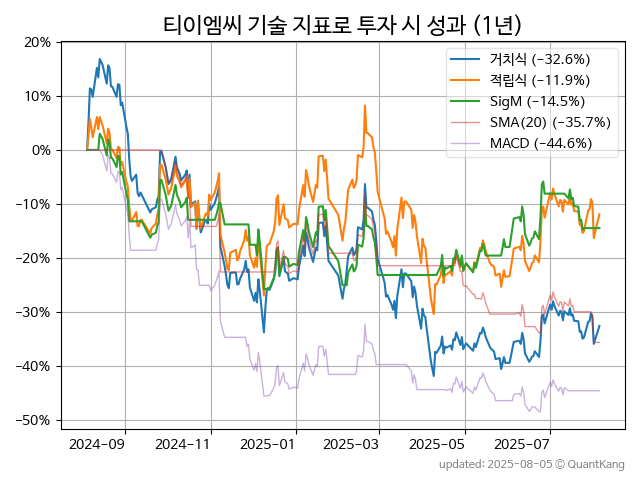 티이엠씨 기술 지표로 투자 시 성과 (1년)
거치식 (−32.6%)
적립식 (−11.9%)
SigM (−14.5%)
SMA(20) (−35.7%)
MACD (−44.6%)
20%
10%
0%
−10%
−20%
−30%
−40%
−50%
2024−09 2024−11 2025−01 2025−03 2025−05 2025−07
updated: 2025-08-05 © QuantKang